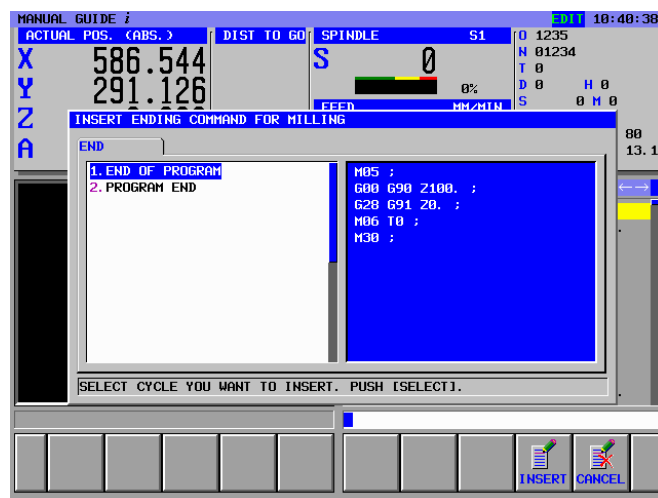 MANUAL GUIDE i EDIT 10:40:38
ACTUAL POS. (ABS.) DIST TO GO SPINDLE S1 O 1235
X 586.544 S 0 N 01234
T 0
Y 291.126 0% D 0 H 0
FEED MM/MIN S 0 M 0
Z
INSERT ENDING COMMAND FOR MILLING
80
A 13.1
END
1.END OF PROGRAM
2.PROGRAM END
M05 ;
G00 G90 Z100. ;
G28 G91 Z0. ;
M06 T0 ;
M30 ;
←→
SELECT CYCLE YOU WANT TO INSERT. PUSH [SELECT].
INSERT CANCEL